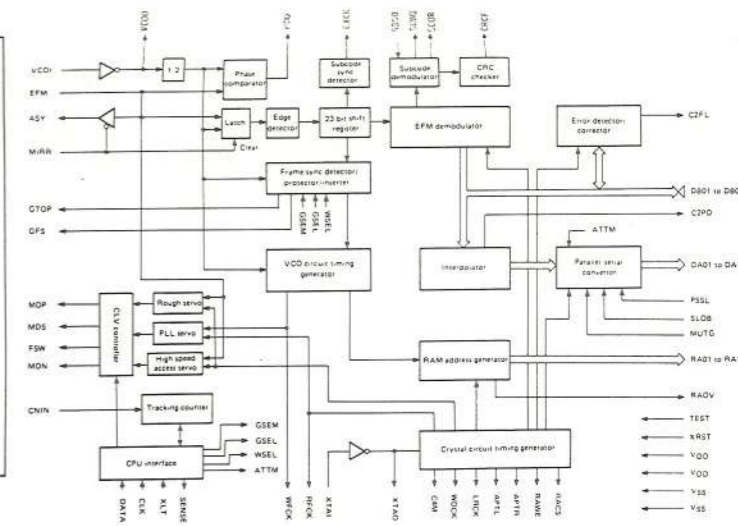 VCOI
EFM
ASY
MIRR
GTOP
GFS
MDP
MDS
FSW
MDN
CNIN
Phase comparator
Latch
Clear
Edge detector
23 bit shift register
Subcode sync detector
Subcode demodulator
CRC checker
EFM demodulator
Error detector/ corrector
C2FL
Frame sync detector/ protector/inserter
GSEM
GSEL
WSEL
VCO circuit timing generator
Interpolator
ATTM
Parallel serial convertor
C2PO
PSSL
SLOB
MUTG
CLV controller
Rough servo
PLL servo
High speed access servo
RAM address generator
RAOV
Tracking counter
CPU interface
GSEM
GSEL
WSEL
ATTM
Crystal circuit timing generator
TEST
XRST
VDD
VDD
VSS
VSS
DATA
CLK
XLT
SENSE
WFCK
RFCK
XTAI
XTAO
C4M
WDCK
LRCK
APTL
APTR
RAWE
RACS